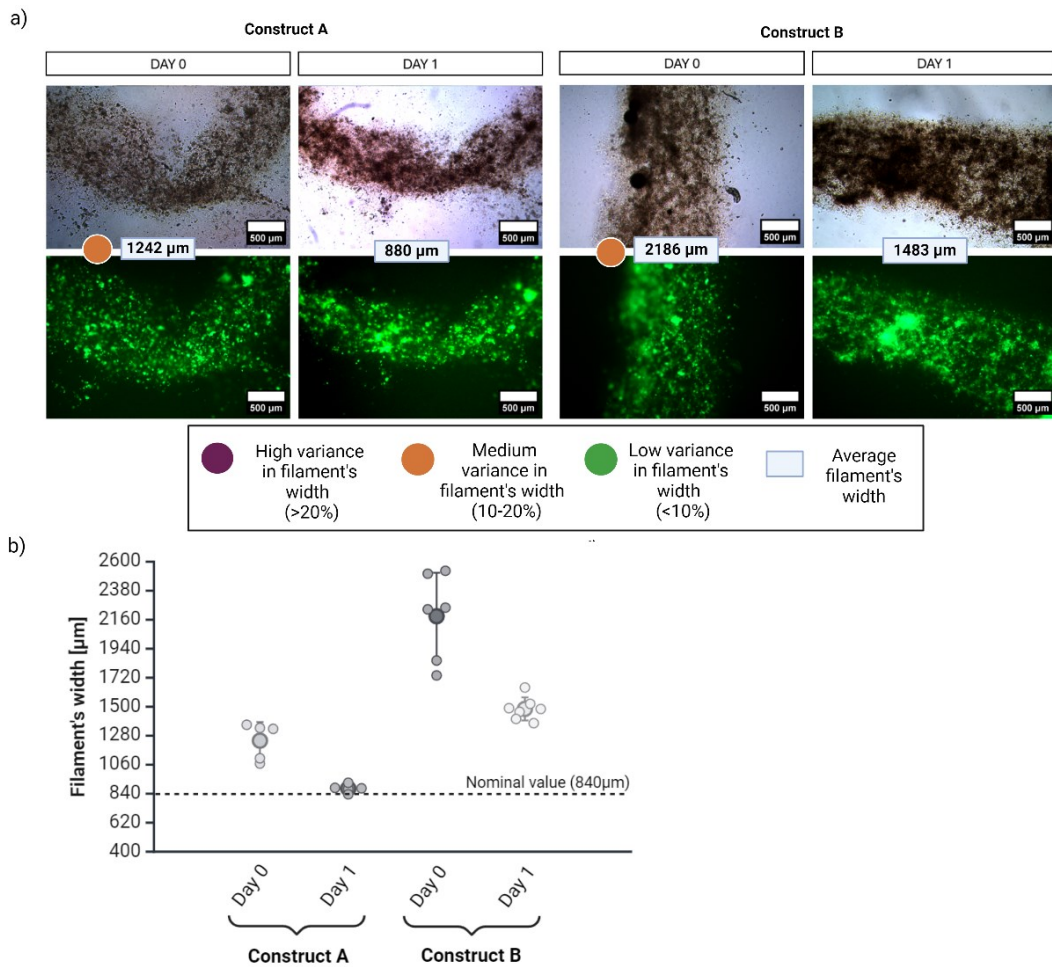 a)
Construct A
Construct B
DAY 0
DAY 1
DAY 0
DAY 1
500 µm
500 µm
500 µm
500 µm
1242 µm
880 µm
2186 µm
1483 µm
500 µm
500 µm
500 µm
500 µm
High variance
in filament's
width
(>20%)
Medium
variance in
filament's width
(10-20%)
Low variance
in filament's
width
(<10%)
Average
filament's
width
b)
Filament's width [µm]
2600
2380
2160
1940
1720
1500
1280
1060
840
620
400
Nominal value (840µm)
Day 0
Day 1
Day 0
Day 1
Construct A
Construct B